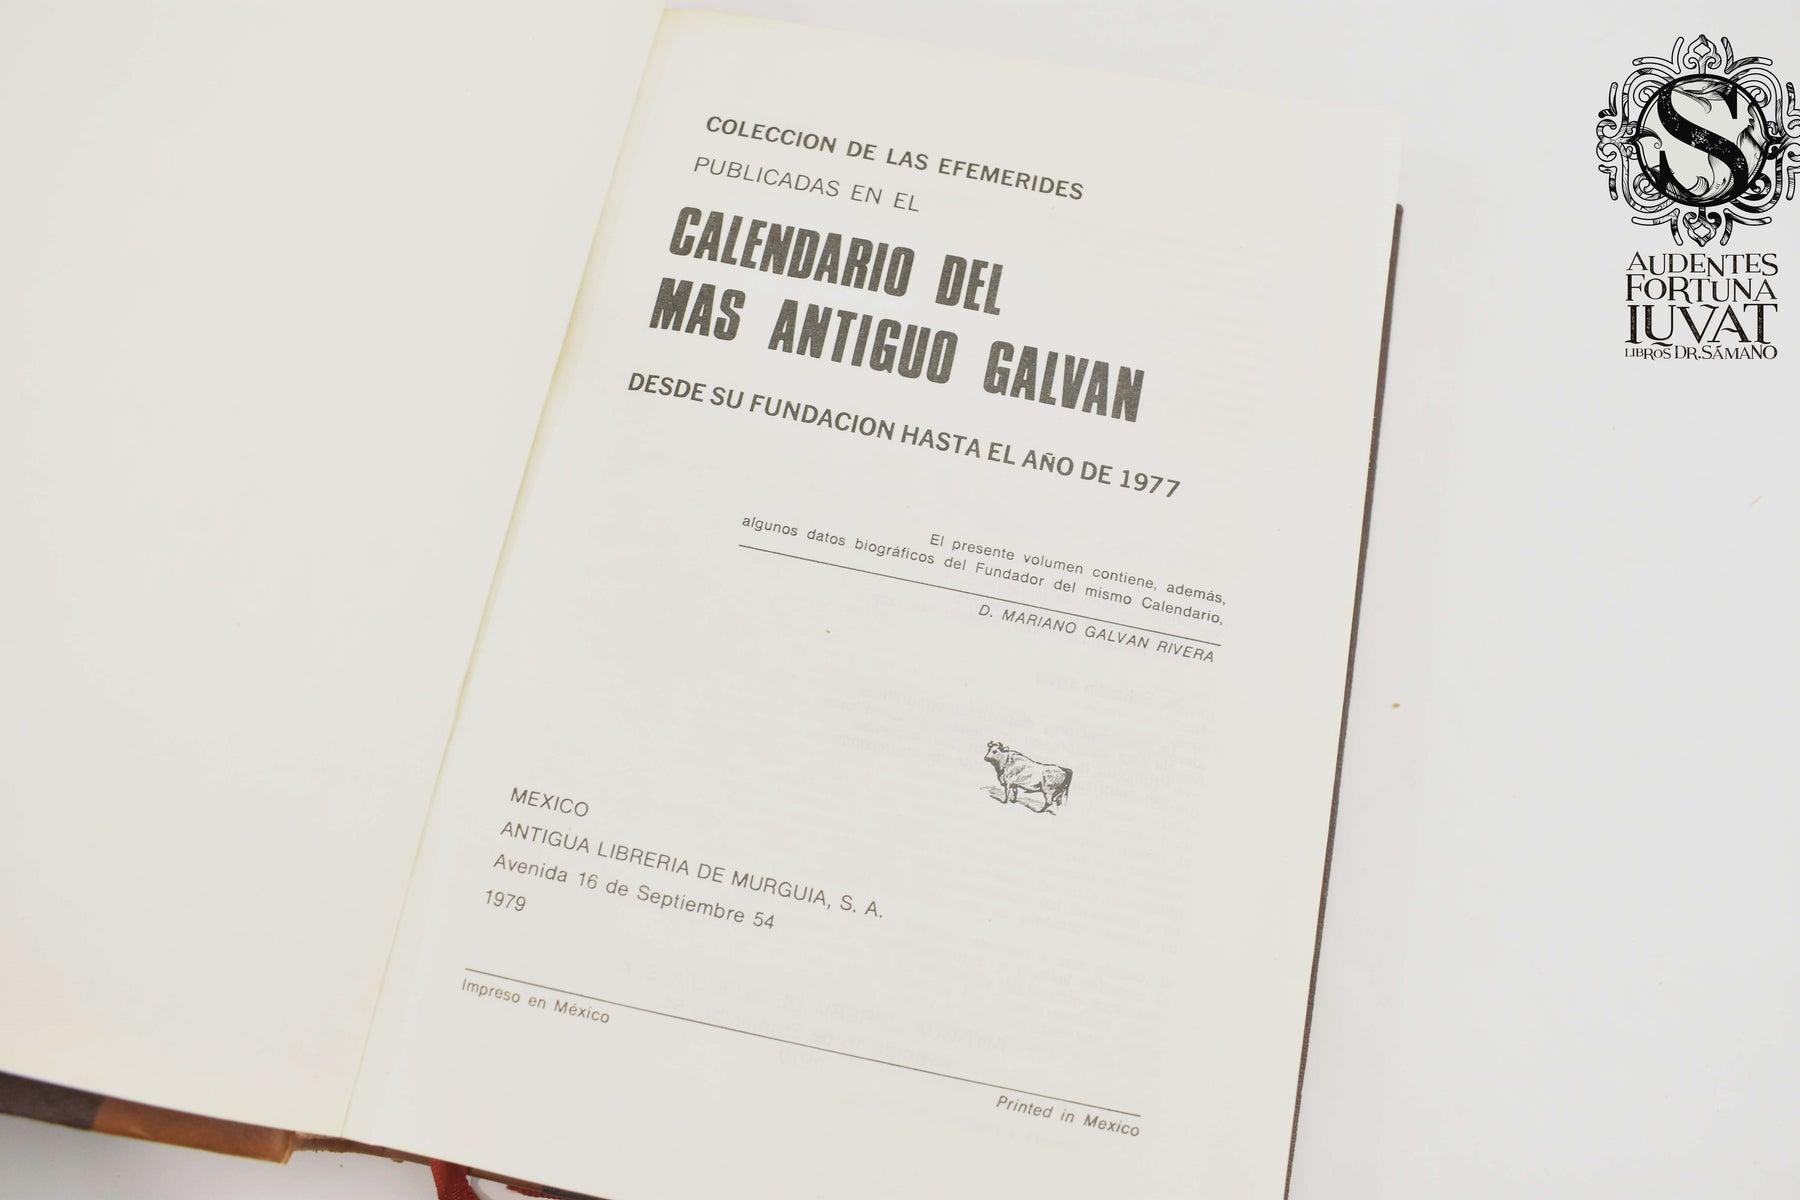 COLECCION DE LAS EFEMERIDES
PUBLICADAS EN EL
CALENDARIO DEL
MAS ANTIGUO GALVAN
DESDE SU FUNDACION HASTA EL AÑO DE 1977
El presente volumen contiene, además,
algunos datos biográficos del Fundador del mismo Calendario,
D. MARIANO GALVAN RIVERA
MEXICO
ANTIGUA LIBRERIA DE MURGUIA, S. A.
Avenida 16 de Septiembre 54
1979
Impreso en México
Printed in Mexico
S
AUDENTES
FORTUNA
IUVAT
LIBROS DR. SÁMANO